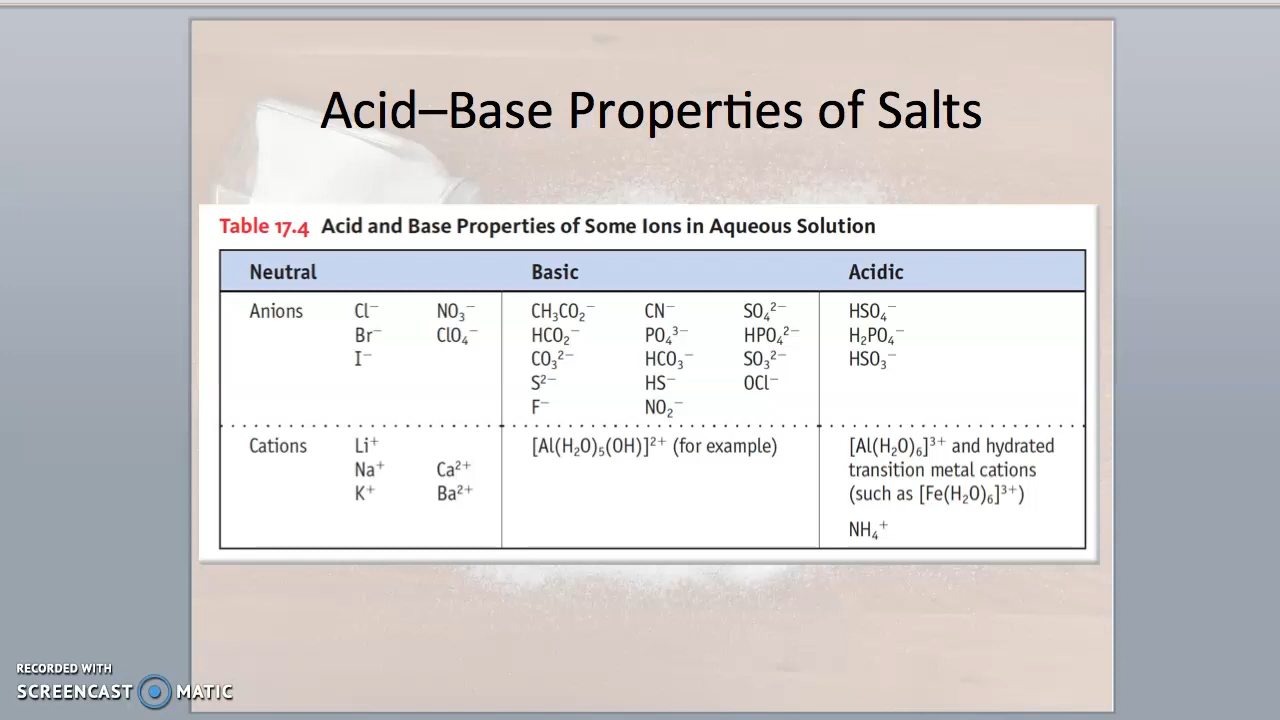 Acid–Base Properties of Salts
Table 17.4 Acid and Base Properties of Some Ions in Aqueous Solution
Neutral Basic Acidic
Anions Cl⁻ NO₃⁻ CH₃CO₂⁻ CN⁻ SO₄²⁻ HSO₄⁻
Br⁻ ClO₄⁻ HCO₂⁻ PO₄³⁻ HPO₄²⁻ H₂PO₄⁻
I⁻ CO₃²⁻ HCO₃⁻ SO₃²⁻ HSO₃⁻
S²⁻ HS⁻ OCl⁻
F⁻ NO₂⁻
Cations Li⁺ [Al(H₂O)₅(OH)]²⁺ (for example) [Al(H₂O)₆]³⁺ and hydrated
Na⁺ Ca²⁺ transition metal cations
K⁺ Ba²⁺ (such as [Fe(H₂O)₆]³⁺)
NH₄⁺
RECORDED WITH
SCREENCAST MATIC